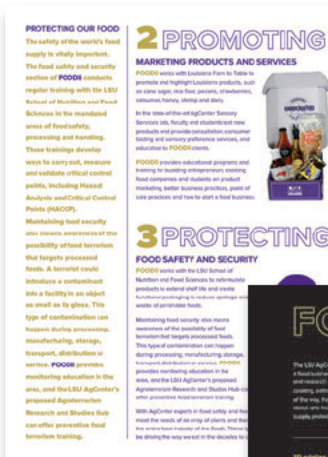 PROTECTING OUR FOOD
The safety of the world's food
supply is vitally important.
The food safety and security
section of FOODii conducts
regular training with the LSU
School of Nutrition and Food
Sciences in the mandated
areas of food safety,
processing and handling.
These trainings develop
ways to carry out, measure
and validate critical control
points, including Hazard
Analysis and Critical Control
Points (HACCP).
Maintaining food security
also means awareness of the
possibility of food terrorism
that targets processed
foods. A terrorist could
introduce a contaminant
into a facility in an object
as small as lip gloss. This
type of contamination can
happen during processing,
manufacturing, storage,
transport, distribution or
service. FOODii provides
monitoring education in the
area, and the LSU AgCenter's
proposed Agroterrorism
Research and Studies Hub
can offer preventive food
terrorism training.
2 PROMOTING
MARKETING PRODUCTS AND SERVICES
FOODii works with Louisiana Farm to Table to
promote and highlight Louisiana products, such
as cane sugar, rice flour, pecans, strawberries,
satsumas, honey, shrimp and dairy.
In the state-of-the-art AgCenter Sensory
Services Lab, faculty and students test new
products and provide consultation, consumer
testing and sensory preference services, and
education to FOODii clients.
FOODii provides educational programs and
training to budding entrepreneurs, existing
food companies and students on product
marketing, better business practices, point of
sale practices and how to start a food business.
3 PROTECTING
FOOD SAFETY AND SECURITY
FOODii works with the LSU School of
Nutrition and Food Sciences to reformulate
products to extend shelf life and create
functional packaging to reduce spoilage and
waste of perishable foods.
Maintaining food security also means
awareness of the possibility of food
terrorism that targets processed foods.
This type of contamination can happen
during processing, manufacturing, storage,
transport, distribution or service. FOODii
provides monitoring education in the
area, and the LSU AgCenter's proposed
Agroterrorism Research and Studies Hub can
offer preventive food terrorism training.
With AgCenter experts in food safety and
meet the needs of an array of clients and
the entire food industry of the South.
be driving the way we eat in the decades to
FO
The LSU AgC
a food busine
and research